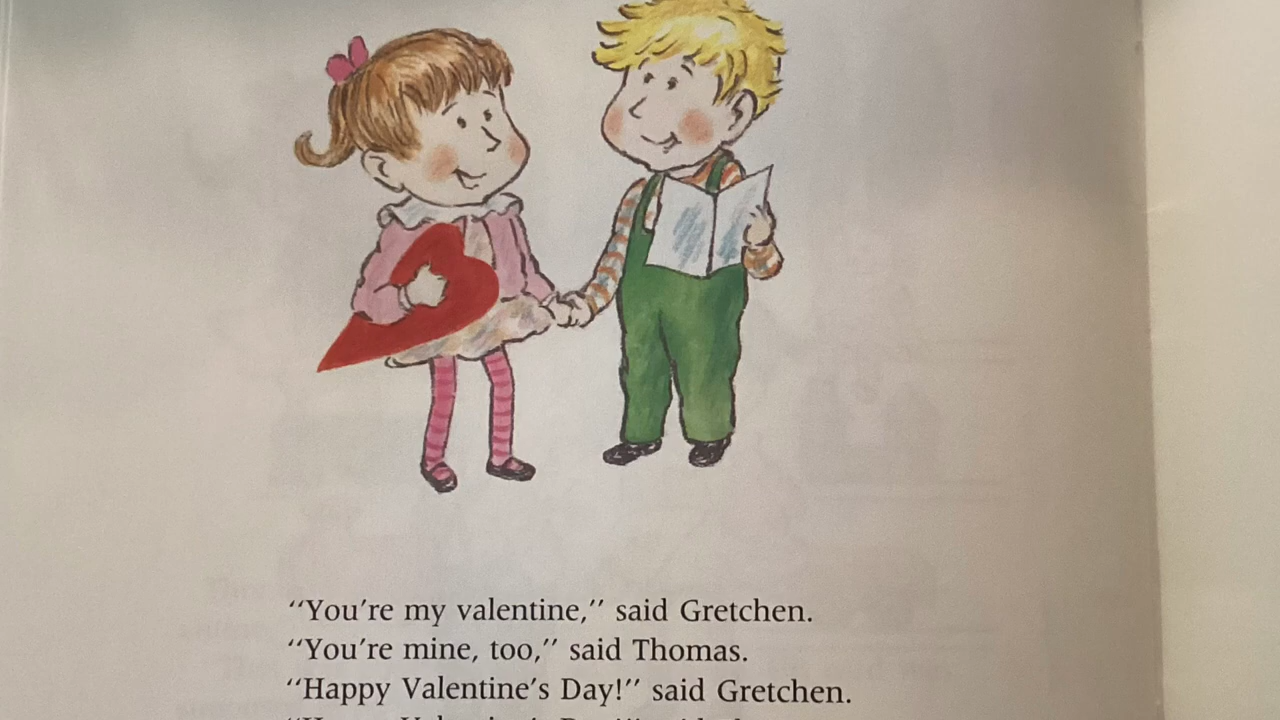 “You’re my valentine,” said Gretchen.
“You’re mine, too,” said Thomas.
“Happy Valentine’s Day!” said Gretchen.